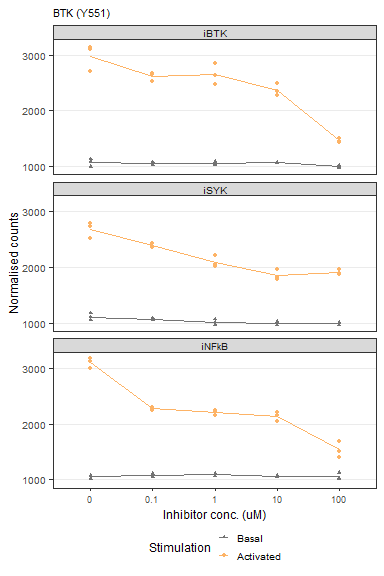 BTK (Y551)
iBTK
3000
2000
1000
iSYK
3000
2000
1000
iNFkB
3000
2000
1000
0 0.1 1 10 100
Inhibitor conc. (uM)
Normalised counts
Stimulation
Basal
Activated